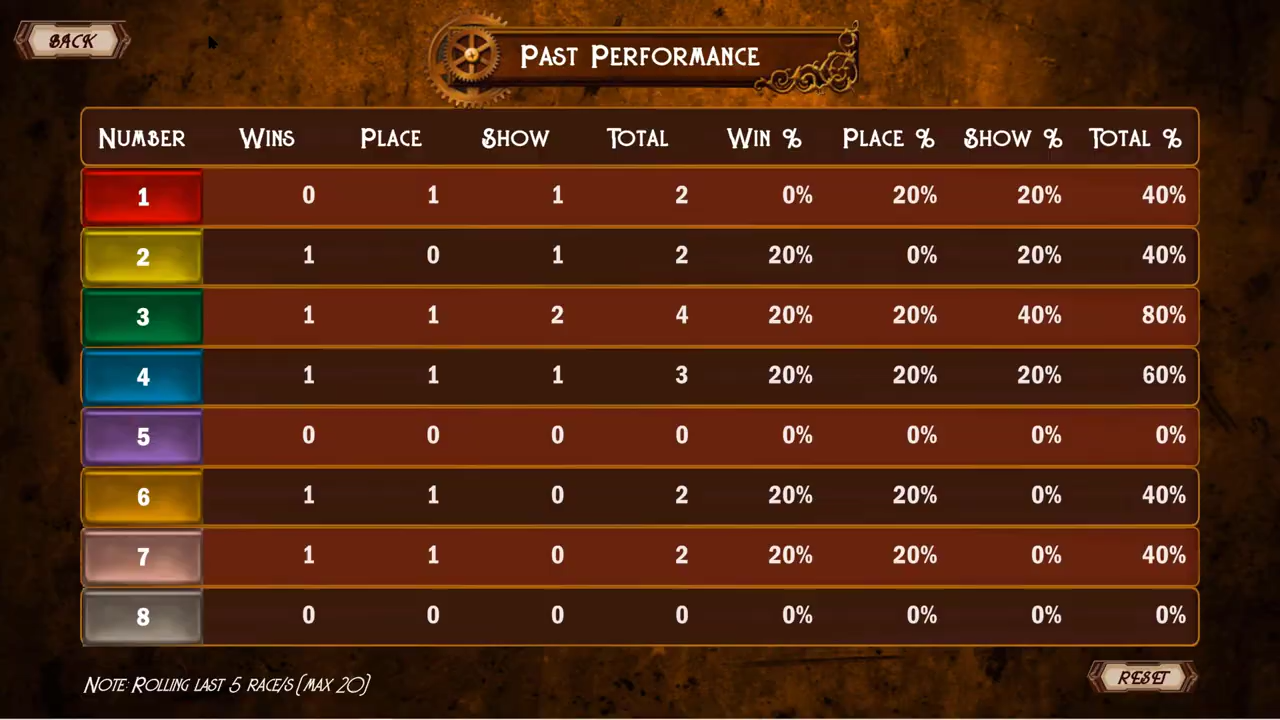 BACK
PAST PERFORMANCE
NUMBER WINS PLACE SHOW TOTAL WIN % PLACE % SHOW % TOTAL %
1 0 1 1 2 0% 20% 20% 40%
2 1 0 1 2 20% 0% 20% 40%
3 1 1 2 4 20% 20% 40% 80%
4 1 1 1 3 20% 20% 20% 60%
5 0 0 0 0 0% 0% 0% 0%
6 1 1 0 2 20% 20% 0% 40%
7 1 1 0 2 20% 20% 0% 40%
8 0 0 0 0 0% 0% 0% 0%
NOTE: ROLLING LAST 5 RACE/S (MAX 20)
RESET